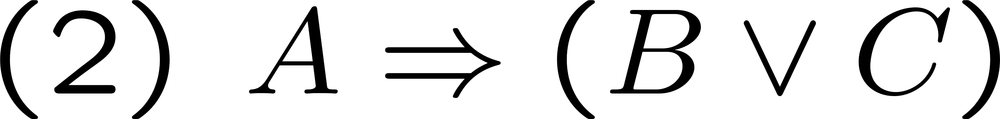 (2) A ⇒ (B ∨ C)